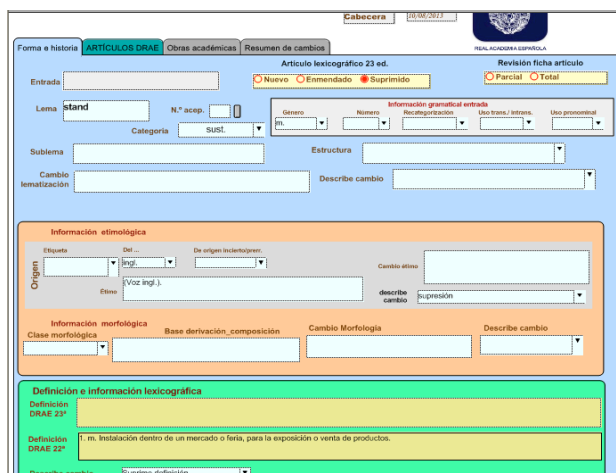 Cabecera 10/08/2013
Forma e historia ARTÍCULOS DRAE Obras académicas Resumen de cambios
REAL ACADEMIA ESPAÑOLA
Artículo lexicográfico 23 ed. Revisión ficha artículo
Entrada Nuevo Enmendado Suprimido Parcial Total
Lema stand N.º acep. Información gramatical entrada
Género Número Recategorización Uso trans./ intrans. Uso pronominal
m.
Categoría sust.
Sublema Estructura
Cambio lematización Describe cambio
Información etimológica
Etiqueta Del ... De origen incierto/prerr.
Origen ingl. Cambio étimo
Étimo (Voz ingl.). describe cambio supresión
Información morfológica
Clase morfológica Base derivación_composición Cambio Morfología Describe cambio
Definición e información lexicográfica
Definición DRAE 23ª
Definición DRAE 22ª 1. m. Instalación dentro de un mercado o feria, para la exposición o venta de productos.
Describe cambio Suprime definición